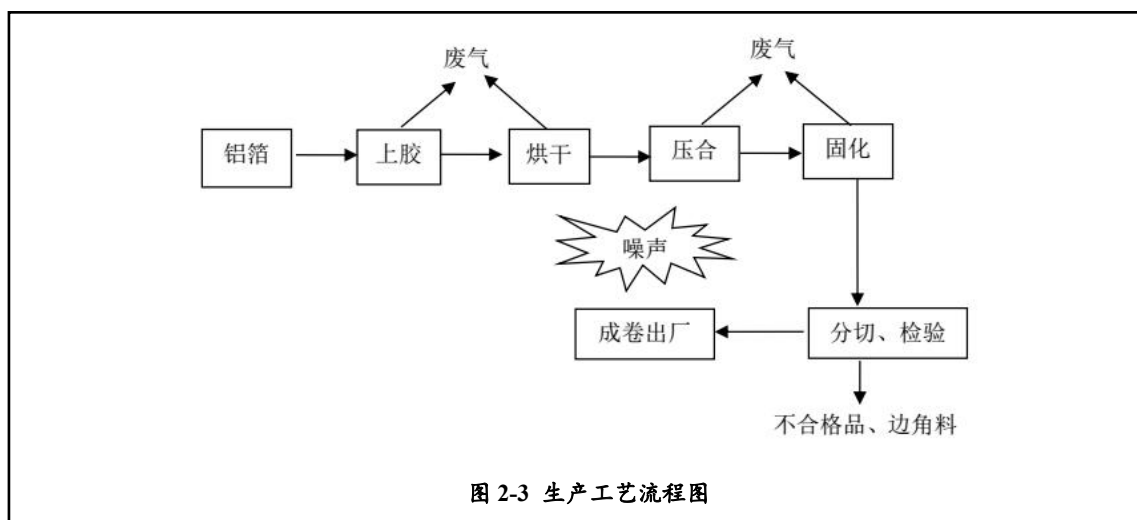 废气
废气
铝箔
上胶
烘干
压合
固化
噪声
成卷出厂
分切、检验
不合格品、边角料
图 2-3 生产工艺流程图